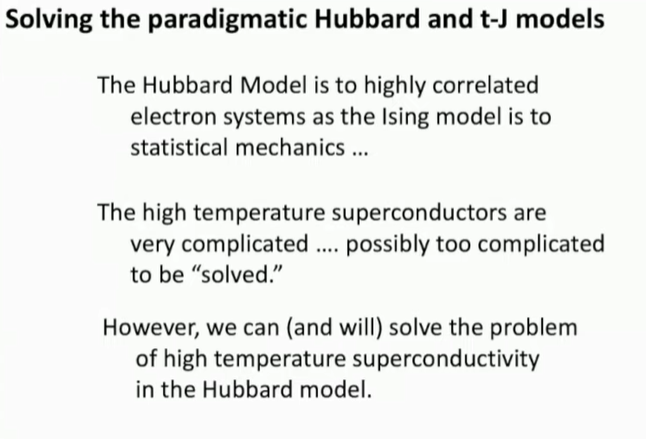 Solving the paradigmatic Hubbard and t-J models
The Hubbard Model is to highly correlated
electron systems as the Ising model is to
statistical mechanics ...
The high temperature superconductors are
very complicated .... possibly too complicated
to be “solved.”
However, we can (and will) solve the problem
of high temperature superconductivity
in the Hubbard model.